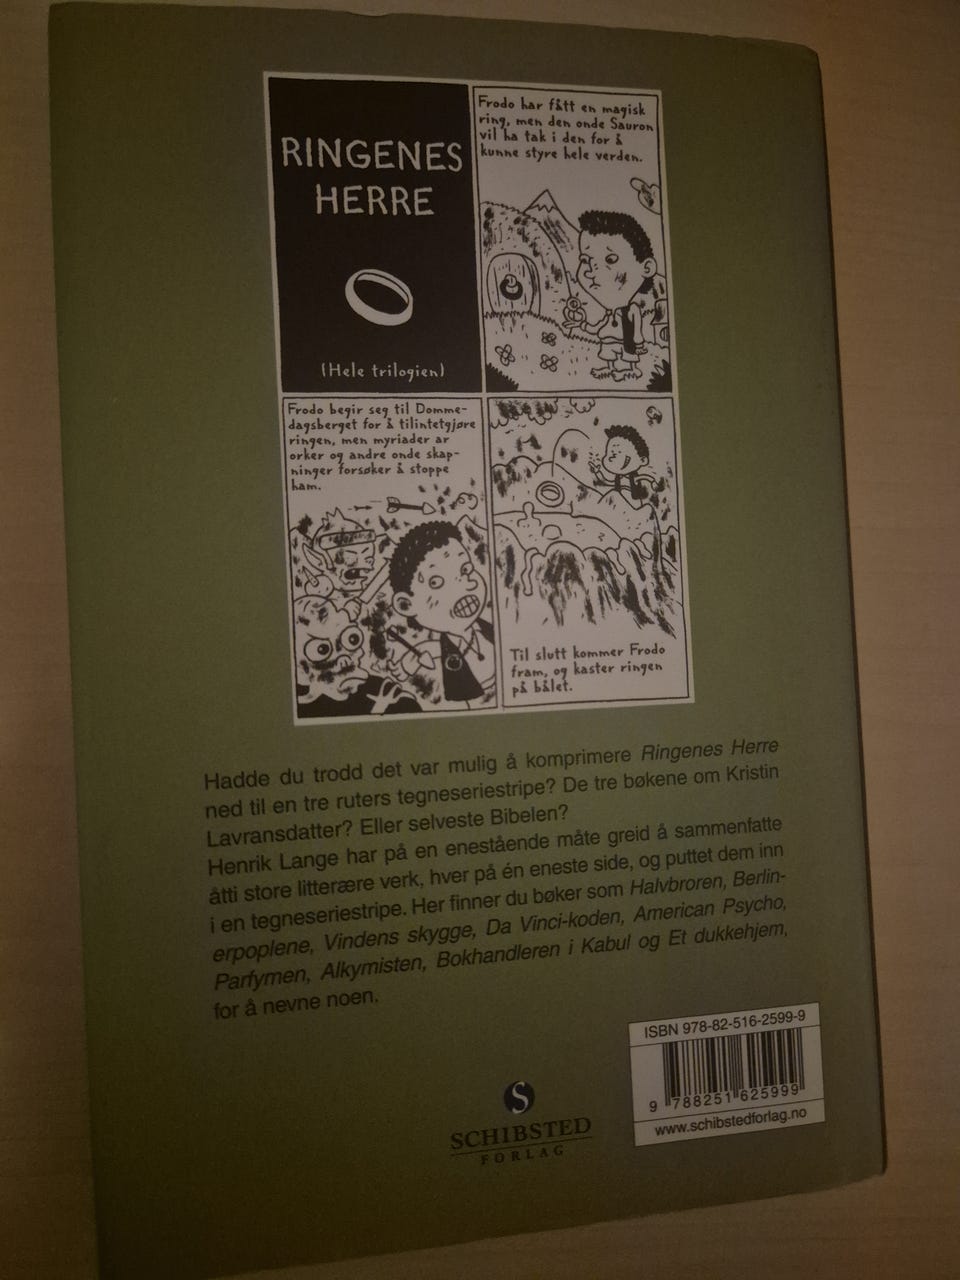 RINGENES
HERRE
(Hele trilogien)
Frodo har fått en magisk
ring, men den onde Sauron
vil ha tak i den for å
kunne styre hele verden.
Frodo begir seg til Domme-
dagsberget for å tilintetgjøre
ringen, men myriader av
orker og andre onde skap-
ninger forsøker å stoppe
ham.
Til slutt kommer Frodo
fram, og kaster ringen
på bålet.
Hadde du trodd det var mulig å komprimere Ringenes Herre
ned til en tre ruters tegneseriestripe? De tre bøkene om Kristin
Lavransdatter? Eller selveste Bibelen?
Henrik Lange har på en enestående måte greid å sammenfatte
åtti store litterære verk, hver på én eneste side, og puttet dem inn
i en tegneseriestripe. Her finner du bøker som Halvbroren, Berlin-
erpoplene, Vindens skygge, Da Vinci-koden, American Psycho,
Parfymen, Alkymisten, Bokhandleren i Kabul og Et dukkehjem,
for å nevne noen.
ISBN 978-82-516-2599-9
9 788251 625999
www.schibstedforlag.no
S
SCHIBSTED
FORLAG